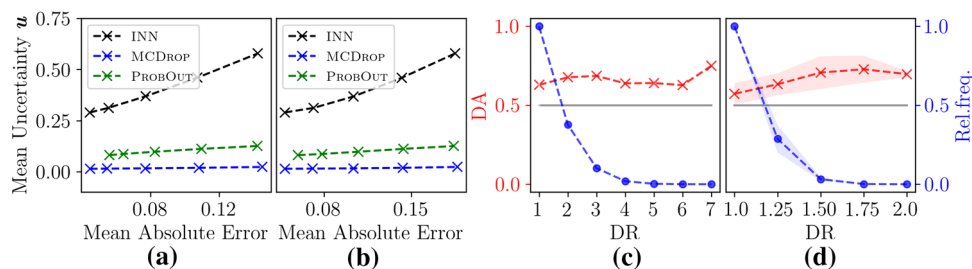 Mean Uncertainty u
0.75
0.50
0.25
0.00
INN
MCDROP
PROBOUT
0.08 0.12
Mean Absolute Error
(a)
INN
MCDROP
PROBOUT
0.08 0.15
Mean Absolute Error
(b)
DA
1.0
0.5
0.0
1 2 3 4 5 6 7
DR
(c)
1.0 1.25 1.50 1.75 2.0
DR
(d)
1.0
0.5
0.0
Rel.freq.